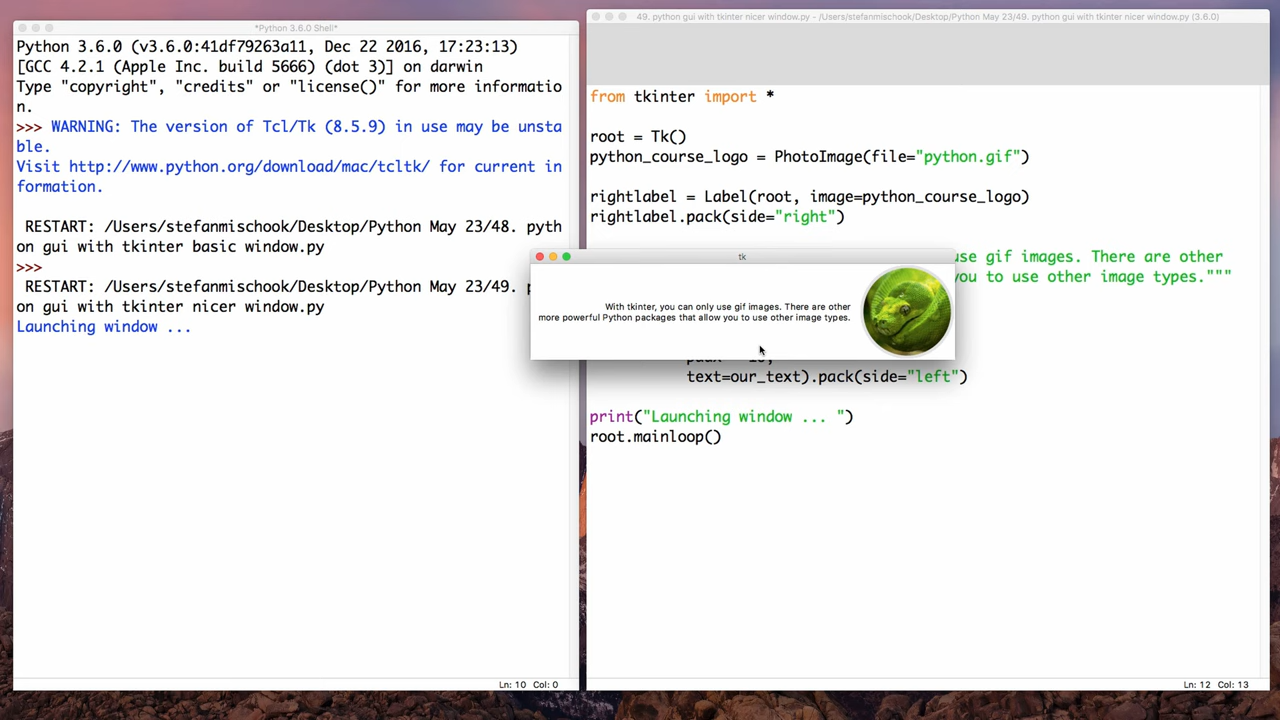 *Python 3.6.0 Shell*
Python 3.6.0 (v3.6.0:41df79263a11, Dec 22 2016, 17:23:13)
[GCC 4.2.1 (Apple Inc. build 5666) (dot 3)] on darwin
Type "copyright", "credits" or "license()" for more informatio
n.
>>> WARNING: The version of Tcl/Tk (8.5.9) in use may be unsta
ble.
Visit http://www.python.org/download/mac/tcltk/ for current in
formation.
RESTART: /Users/stefanmischook/Desktop/Python May 23/48. pyth
on gui with tkinter basic window.py
>>>
RESTART: /Users/stefanmischook/Desktop/Python May 23/49.
on gui with tkinter nicer window.py
Launching window ...
Ln: 10 Col: 0
49. python gui with tkinter nicer window.py - /Users/stefanmischook/Desktop/Python May 23/49. python gui with tkinter nicer window.py (3.6.0)
from tkinter import *
root = Tk()
python_course_logo = PhotoImage(file="python.gif")
rightlabel = Label(root, image=python_course_logo)
rightlabel.pack(side="right")
use gif images. There are other
you to use other image types."""
text=our_text).pack(side="left")
print("Launching window ... ")
root.mainloop()
Ln: 12 Col: 13
tk
With tkinter, you can only use gif images. There are other
more powerful Python packages that allow you to use other image types.